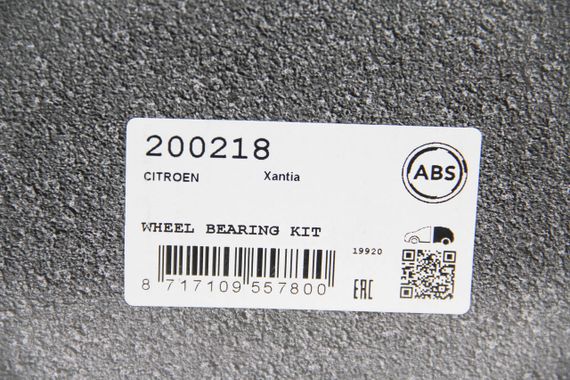 200218
CITROEN Xantia
ABS
WHEEL BEARING KIT
19920
8 717109 557800
EAC